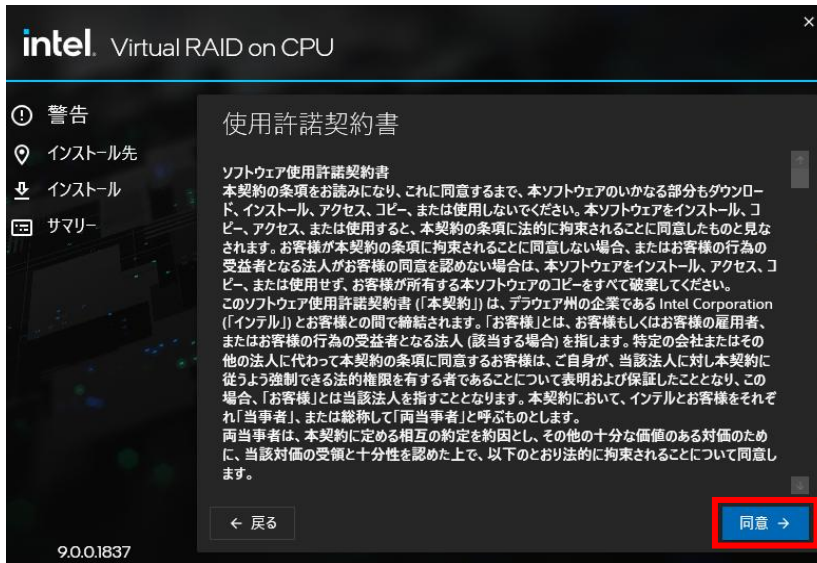 intel. Virtual RAID on CPU
警告
インストール先
インストール
サマリー
使用許諾契約書
ソフトウェア使用許諾契約書
本契約の条項をお読みになり、これに同意するまで、本ソフトウェアのいかなる部分もダウンロー
ド、インストール、アクセス、コピー、または使用しないでください。本ソフトウェアをインストール、コ
ピー、アクセス、または使用すると、本契約の条項に法的に拘束されることに同意したものと見な
されます。お客様が本契約の条項に拘束されることに同意しない場合、またはお客様の行為の
受益者となる法人がお客様の同意を認めない場合は、本ソフトウェアをインストール、アクセス、コ
ピー、または使用せず、お客様が所有する本ソフトウェアのコピーをすべて破棄してください。
このソフトウェア使用許諾契約書 (「本契約」) は、デラウェア州の企業である Intel Corporation
(「インテル」) とお客様との間で締結されます。「お客様」とは、お客様もしくはお客様の雇用者、
またはお客様の行為の受益者となる法人 (該当する場合) を指します。特定の会社またはその
他の法人に代わって本契約の条項に同意するお客様は、ご自身が、当該法人に対し本契約に
従うよう強制できる法的権限を有する者であることについて表明および保証したこととなり、この
場合、「お客様」とは当該法人を指すこととなります。本契約において、インテルとお客様をそれぞ
れ「当事者」、または総称して「両当事者」と呼ぶものとします。
両当事者は、本契約に定める相互の約定を約因とし、その他の十分な価値のある対価のため
に、当該対価の受領と十分性を認めた上で、以下のとおり法的に拘束されることについて同意し
ます。
← 戻る
同意 →
9.0.0.1837